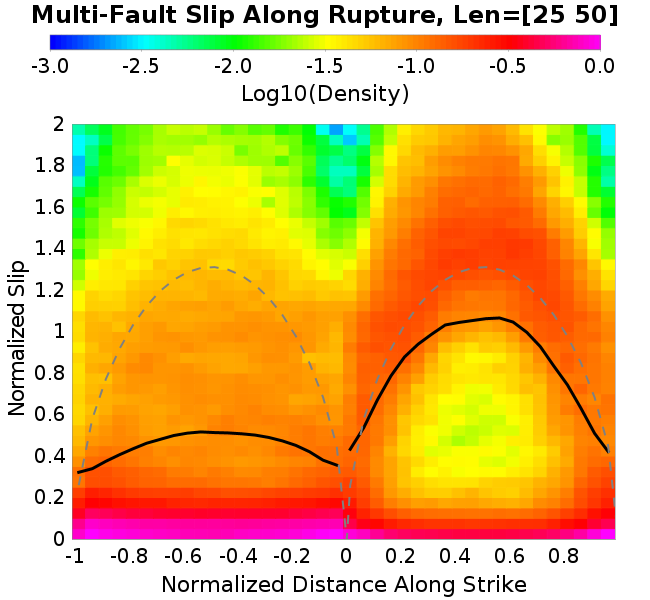 Multi-Fault Slip Along Rupture, Len=[25 50]
-3.0 -2.5 -2.0 -1.5 -1.0 -0.5 0.0
Log10(Density)
2
1.8
1.6
1.4
1.2
1
0.8
0.6
0.4
0.2
0
Normalized Slip
-1 -0.8 -0.6 -0.4 -0.2 0 0.2 0.4 0.6 0.8
Normalized Distance Along Strike